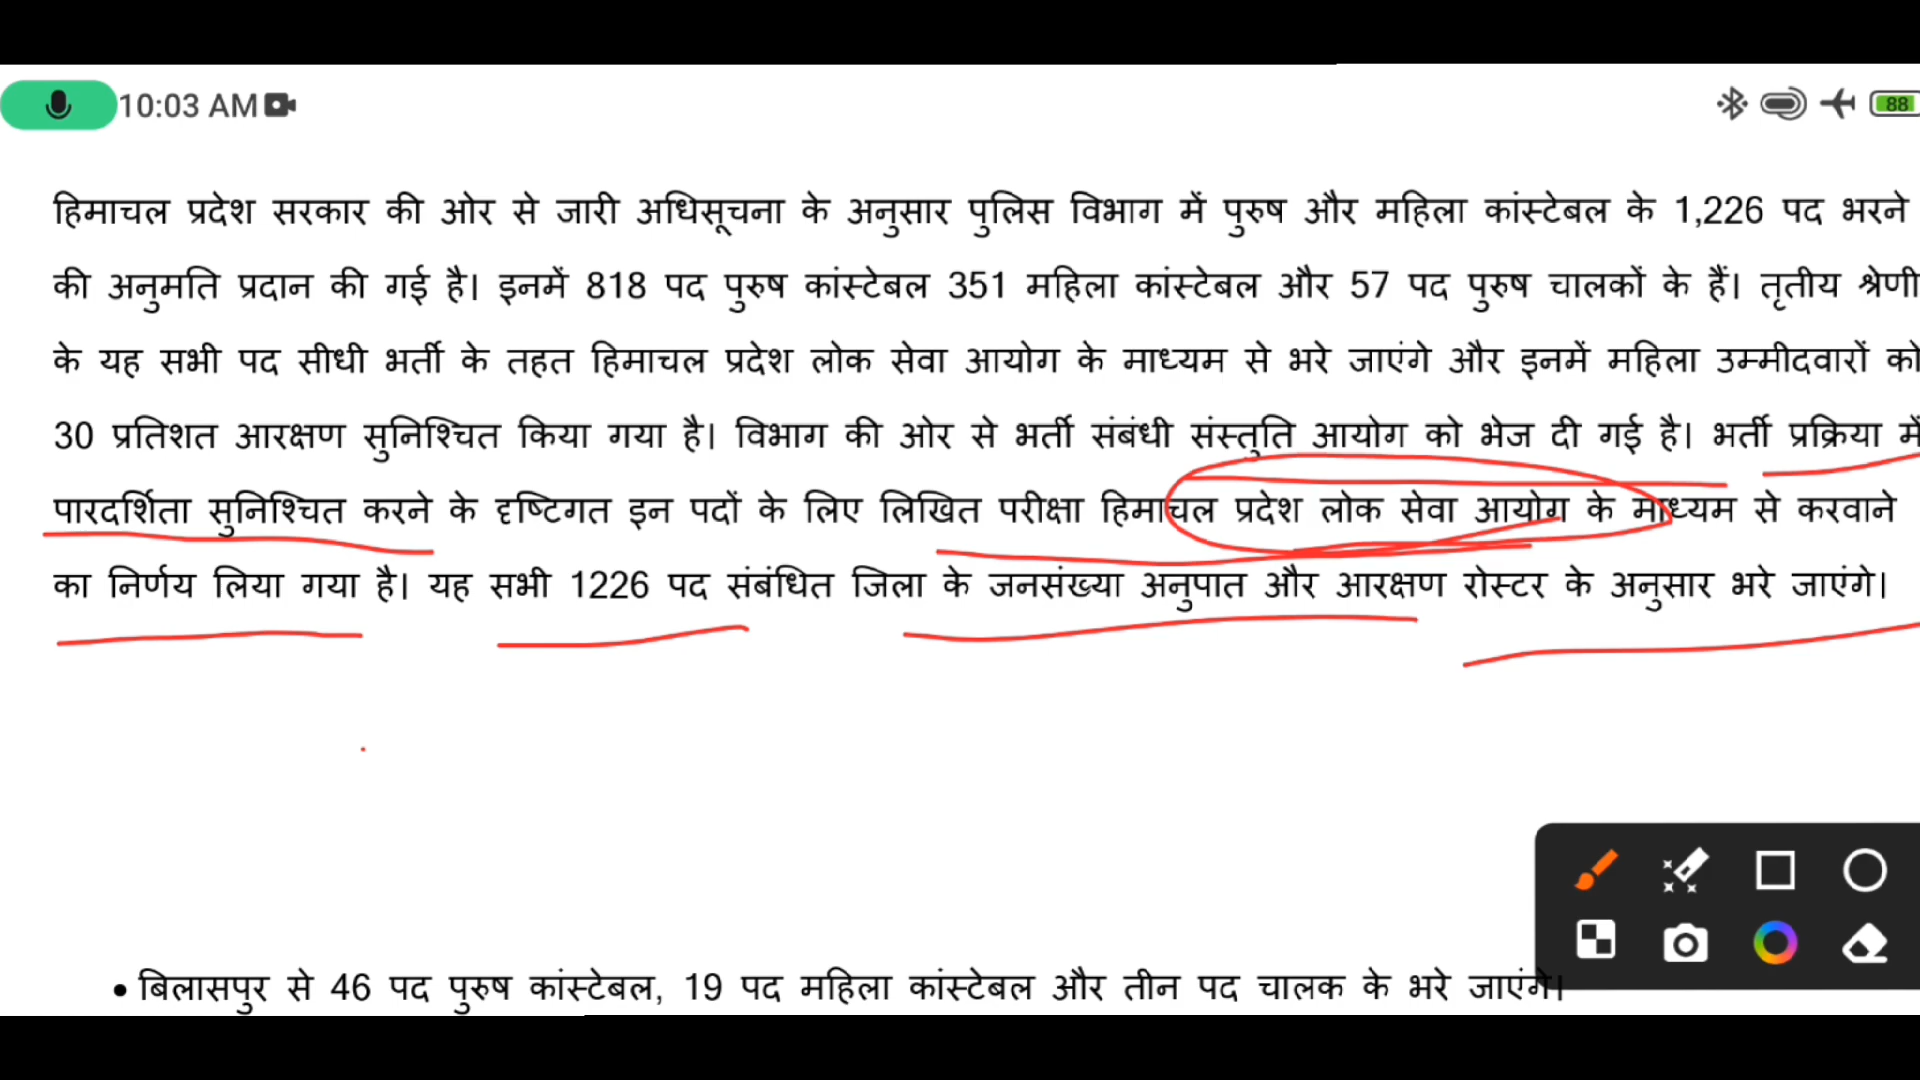 10:03 AM
88
हिमाचल प्रदेश सरकार की ओर से जारी अधिसूचना के अनुसार पुलिस विभाग में पुरुष और महिला कांस्टेबल के 1,226 पद भरने
की अनुमति प्रदान की गई है। इनमें 818 पद पुरुष कांस्टेबल 351 महिला कांस्टेबल और 57 पद पुरुष चालकों के हैं। तृतीय श्रेणी
के यह सभी पद सीधी भर्ती के तहत हिमाचल प्रदेश लोक सेवा आयोग के माध्यम से भरे जाएंगे और इनमें महिला उम्मीदवारों को
30 प्रतिशत आरक्षण सुनिश्चित किया गया है। विभाग की ओर से भर्ती संबंधी संस्तुति आयोग को भेज दी गई है। भर्ती प्रक्रिया में
पारदर्शिता सुनिश्चित करने के दृष्टिगत इन पदों के लिए लिखित परीक्षा हिमाचल प्रदेश लोक सेवा आयोग के माध्यम से करवाने
का निर्णय लिया गया है। यह सभी 1226 पद संबंधित जिला के जनसंख्या अनुपात और आरक्षण रोस्टर के अनुसार भरे जाएंगे।
• बिलासपुर से 46 पद पुरुष कांस्टेबल, 19 पद महिला कांस्टेबल और तीन पद चालक के भरे जाएंगे।